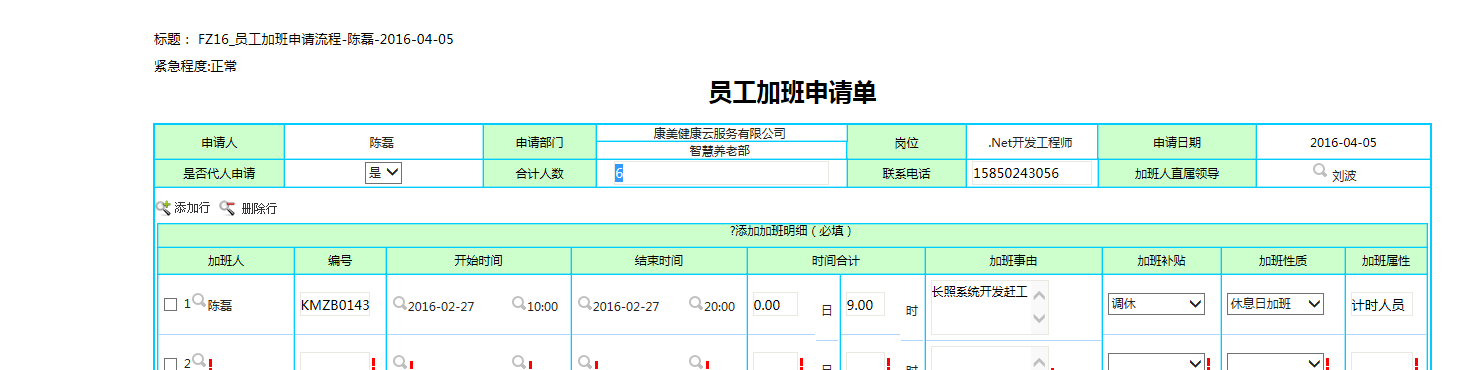 标题： FZ16_员工加班申请流程-陈磊-2016-04-05
紧急程度:正常
员工加班申请单
申请人 陈磊 申请部门 康美健康云服务有限公司 智慧养老部 岗位 .Net开发工程师 申请日期 2016-04-05
是否代人申请 是 合计人数 6 联系电话 15850243056 加班人直属领导 刘波
添加行 删除行
?添加加班明细（必填）
加班人 编号 开始时间 结束时间 时间合计 加班事由 加班补贴 加班性质 加班属性
1 陈磊 KMZB0143 2016-02-27 10:00 2016-02-27 20:00 0.00 日 9.00 时 长照系统开发赶工 调休 休息日加班 计时人员
2 ! ! ! ! ! ! ! 日 ! 时 ! ! ! !